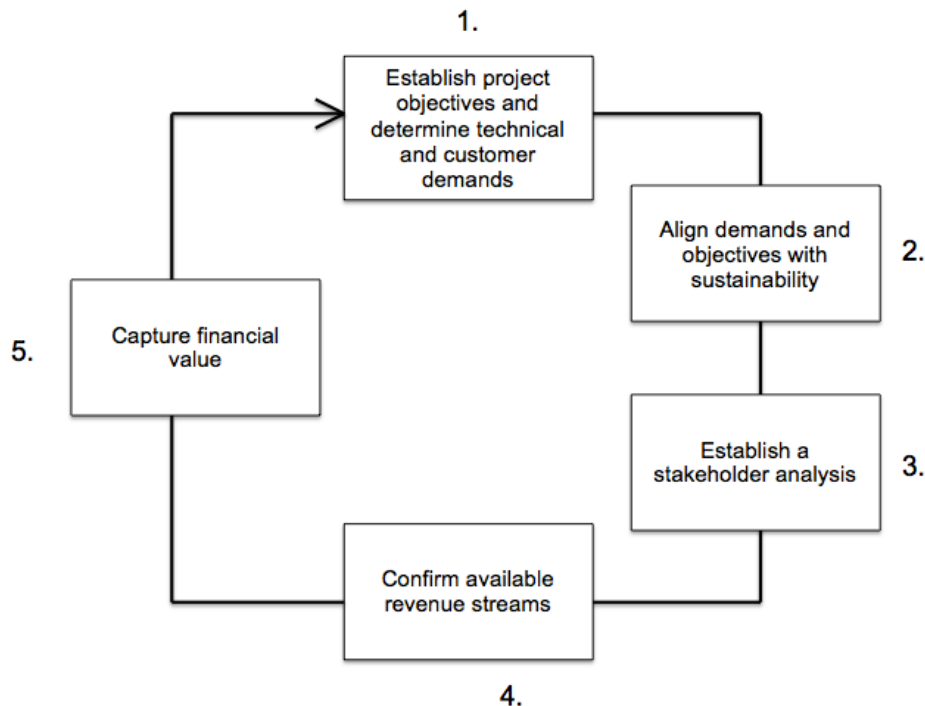 1.
Establish project
objectives and
determine technical
and customer
demands
Align demands and
objectives with
sustainability
2.
Establish a
stakeholder analysis
3.
Confirm available
revenue streams
4.
Capture financial
value
5.